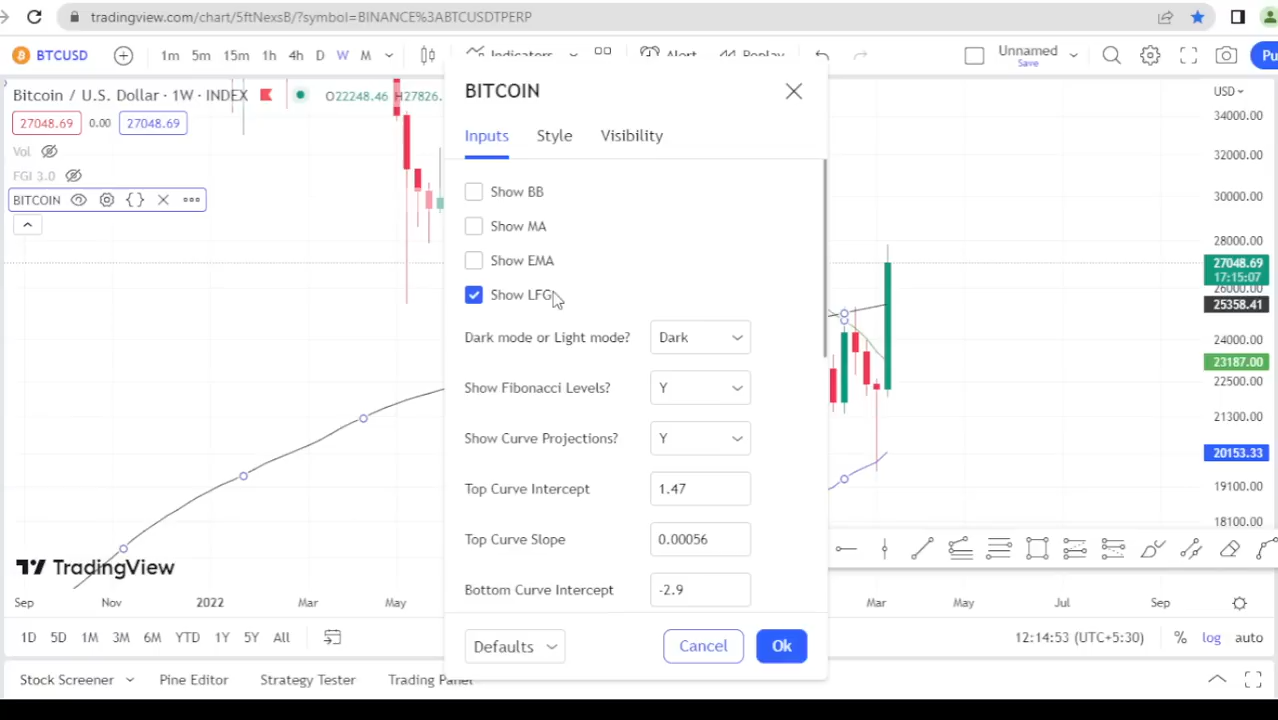 tradingview.com/chart/5ftNexsB/?symbol=BINANCE%3ABTCUSDTPERP
BTCUSD 1m 5m 15m 1h 4h D W M Indicators Alert Replay Unnamed Save Pu
Bitcoin / U.S. Dollar · 1W · INDEX O22248.46 H27826.
27048.69 0.00 27048.69
Vol
FGI 3.0
BITCOIN
BITCOIN
Inputs Style Visibility
Show BB
Show MA
Show EMA
Show LFG
Dark mode or Light mode? Dark
Show Fibonacci Levels? Y
Show Curve Projections? Y
Top Curve Intercept 1.47
Top Curve Slope 0.00056
Bottom Curve Intercept -2.9
Defaults Cancel Ok
USD
34000.00
32000.00
30000.00
28000.00
27048.69
17:15:07
26000.00
25358.41
24000.00
23187.00
22500.00
21300.00
20153.33
19100.00
18100.00
TradingView
Sep Nov 2022 Mar May Mar May Jul Sep
1D 5D 1M 3M 6M YTD 1Y 5Y All 12:14:53 (UTC+5:30) % log auto
Stock Screener Pine Editor Strategy Tester Trading Panel